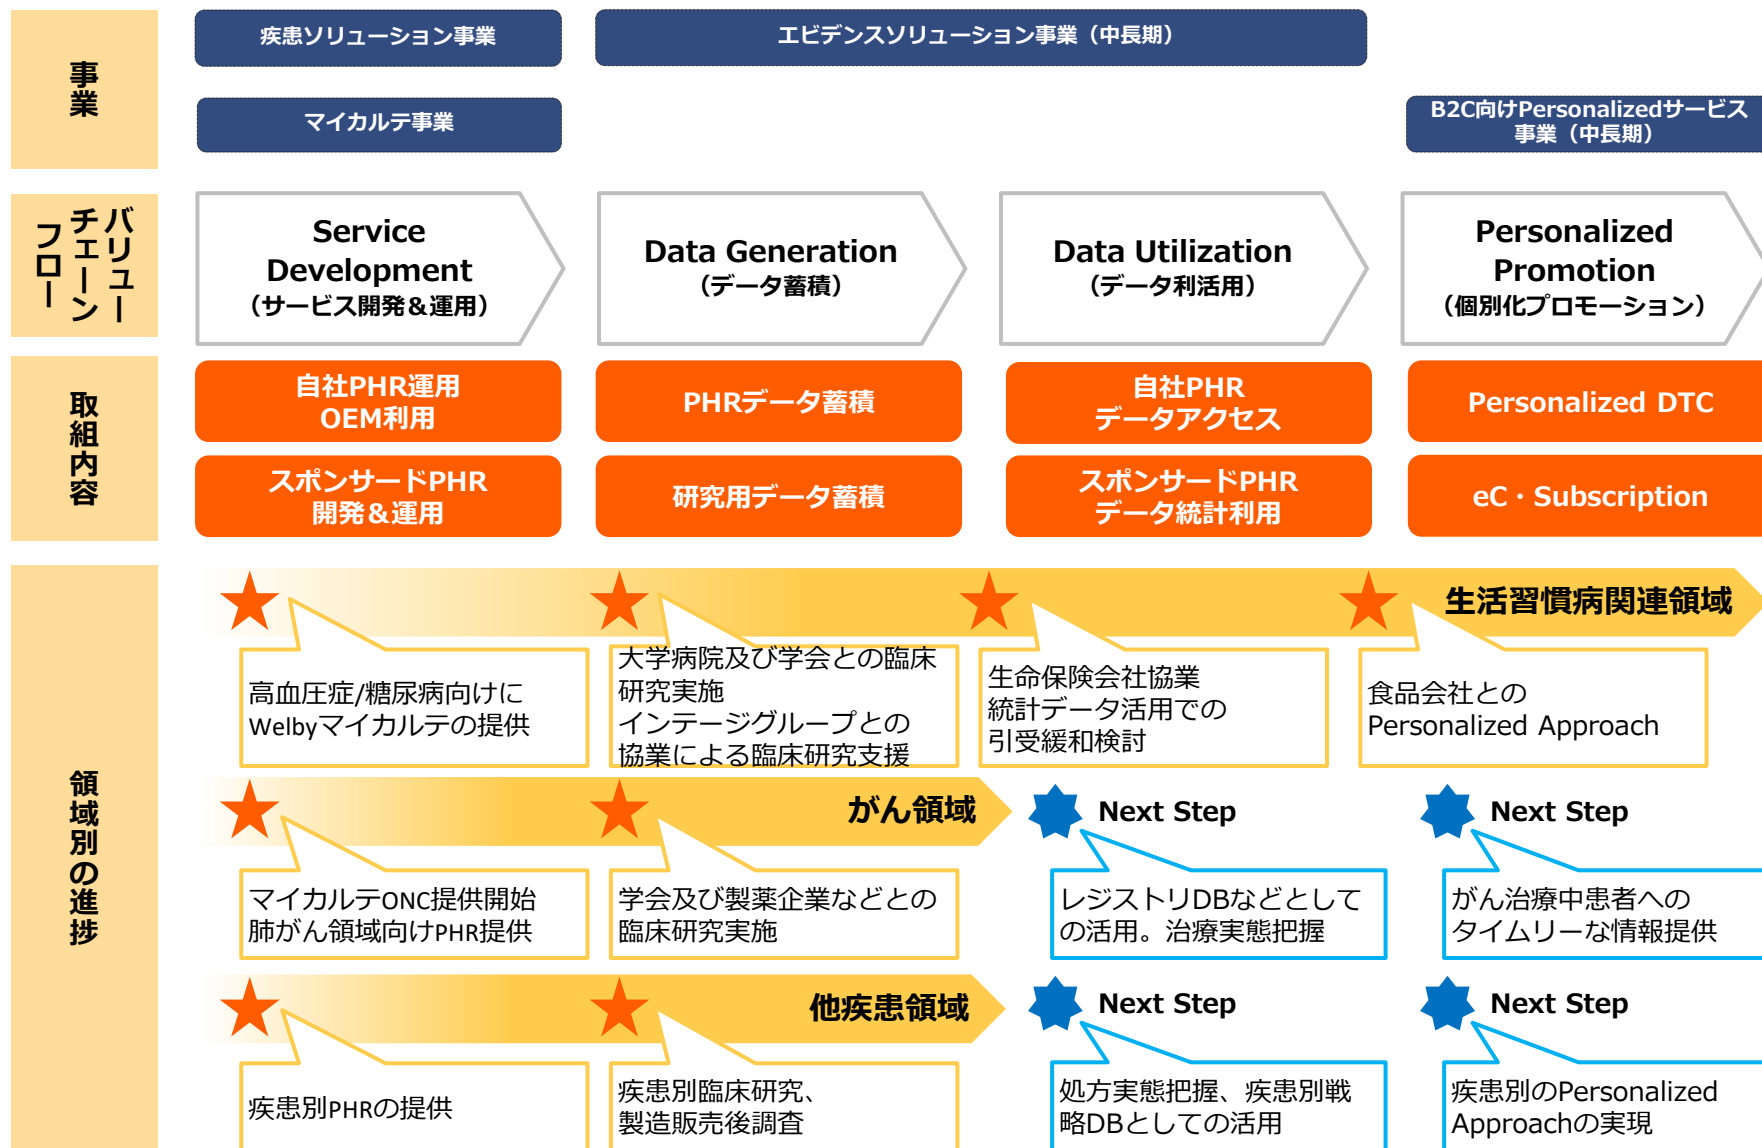 事業
疾患ソリューション事業
エビデンスソリューション事業（中長期）
マイカルテ事業
B2C向けPersonalizedサービス
事業（中長期）
バリュー
チェーン
フロー
Service
Development
（サービス開発＆運用）
Data Generation
（データ蓄積）
Data Utilization
（データ利活用）
Personalized
Promotion
（個別化プロモーション）
取組内容
自社PHR運用
OEM利用
PHRデータ蓄積
自社PHR
データアクセス
Personalized DTC
スポンサードPHR
開発＆運用
研究用データ蓄積
スポンサードPHR
データ統計利用
eC・Subscription
領域別の進捗
生活習慣病関連領域
高血圧症/糖尿病向けに
Welbyマイカルテの提供
大学病院及び学会との臨床
研究実施
インテージグループとの
協業による臨床研究支援
生命保険会社協業
統計データ活用での
引受緩和検討
食品会社との
Personalized Approach
がん領域
Next Step
Next Step
マイカルテONC提供開始
肺がん領域向けPHR提供
学会及び製薬企業などとの
臨床研究実施
レジストリDBなどとして
の活用。治療実態把握
がん治療中患者への
タイムリーな情報提供
他疾患領域
Next Step
Next Step
疾患別PHRの提供
疾患別臨床研究、
製造販売後調査
処方実態把握、疾患別戦
略DBとしての活用
疾患別のPersonalized
Approachの実現